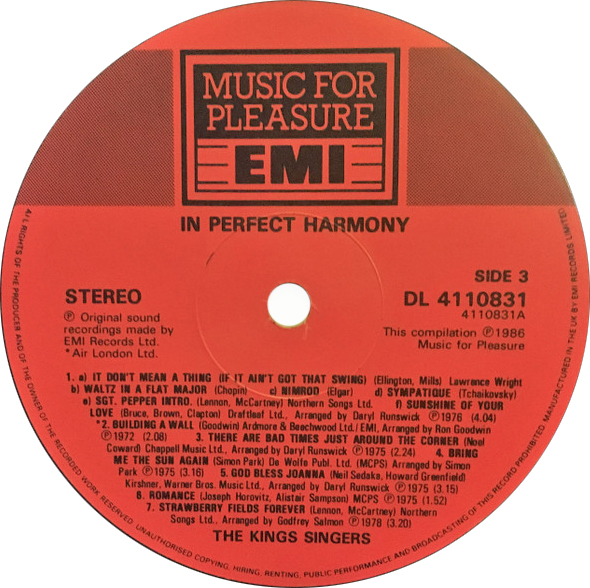 MUSIC FOR
PLEASURE
EMI
IN PERFECT HARMONY
SIDE 3
STEREO
DL 4110831
4110831A
Ⓟ Original sound
recordings made by
EMI Records Ltd.
*Air London Ltd.
This compilation Ⓟ1986
Music for Pleasure
1. a) IT DON'T MEAN A THING (IF IT AIN'T GOT THAT SWING) (Ellington, Mills) Lawrence Wright
b) WALTZ IN A FLAT MAJOR (Chopin) c) NIMROD (Elgar) d) SYMPATIQUE (Tchaikovsky)
e) SGT. PEPPER INTRO. (Lennon, McCartney) Northern Songs Ltd. f) SUNSHINE OF YOUR
LOVE (Bruce, Brown, Clapton) Dratleaf Ltd., Arranged by Daryl Runswick Ⓟ1976 (4.04)
*2. BUILDING A WALL (Goodwin) Ardmore & Beechwood Ltd./EMI, Arranged by Ron Goodwin
Ⓟ1972 (2.08) 3. THERE ARE BAD TIMES JUST AROUND THE CORNER (Noel
Coward) Chappell Music Ltd., Arranged by Daryl Runswick Ⓟ1975 (2.24) 4. BRING
ME THE SUN AGAIN (Simon Park) De Wolfe Publ. Ltd. (MCPS) Arranged by Simon
Park Ⓟ1975 (3.16) 5. GOD BLESS JOANNA (Neil Sedaka, Howard Greenfield)
Kirshner, Warner Bros. Music Ltd., Arranged by Daryl Runswick Ⓟ1975 (3.15)
6. ROMANCE (Joseph Horovitz, Alistair Sampson) MCPS Ⓟ1975 (1.52)
7. STRAWBERRY FIELDS FOREVER (Lennon, McCartney) Northern
Songs Ltd., Arranged by Godfrey Salmon Ⓟ1978 (3.20)
THE KINGS SINGERS
ALL RIGHTS OF THE PRODUCER AND OF THE OWNER OF THE RECORDED WORK RESERVED. UNAUTHORISED COPYING, HIRING, RENTING, PUBLIC PERFORMANCE AND BROADCASTING OF THIS RECORD PROHIBITED. MANUFACTURED IN THE UK BY EMI RECORDS LIMITED